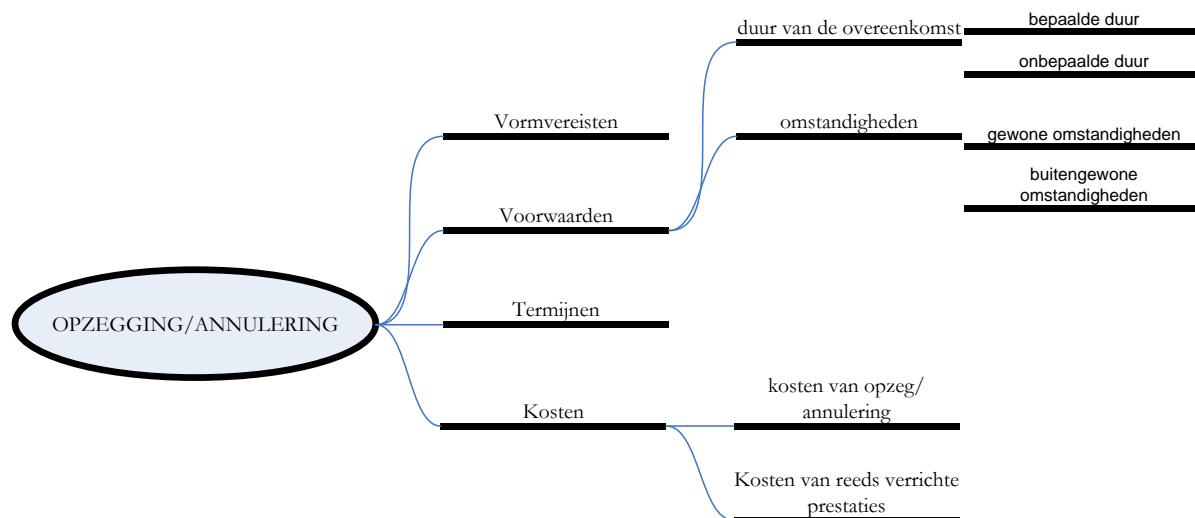 OPZEGGING/ANNULERING
Vormvereisten
Voorwaarden
duur van de overeenkomst
bepaalde duur
onbepaalde duur
omstandigheden
gewone omstandigheden
buitengewone
omstandigheden
Termijnen
Kosten
kosten van opzeg/
annulering
Kosten van reeds verrichte
prestaties